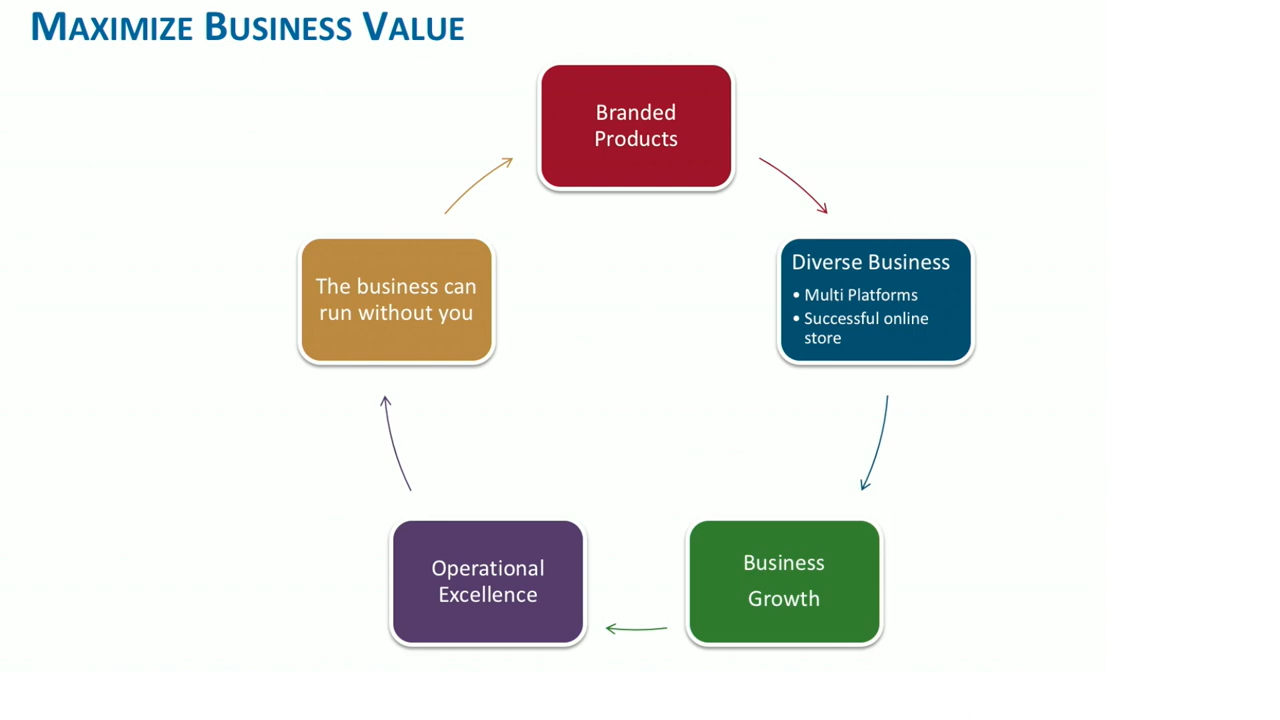 MAXIMIZE BUSINESS VALUE
Branded
Products
Diverse Business
• Multi Platforms
• Successful online
store
Business
Growth
Operational
Excellence
The business can
run without you